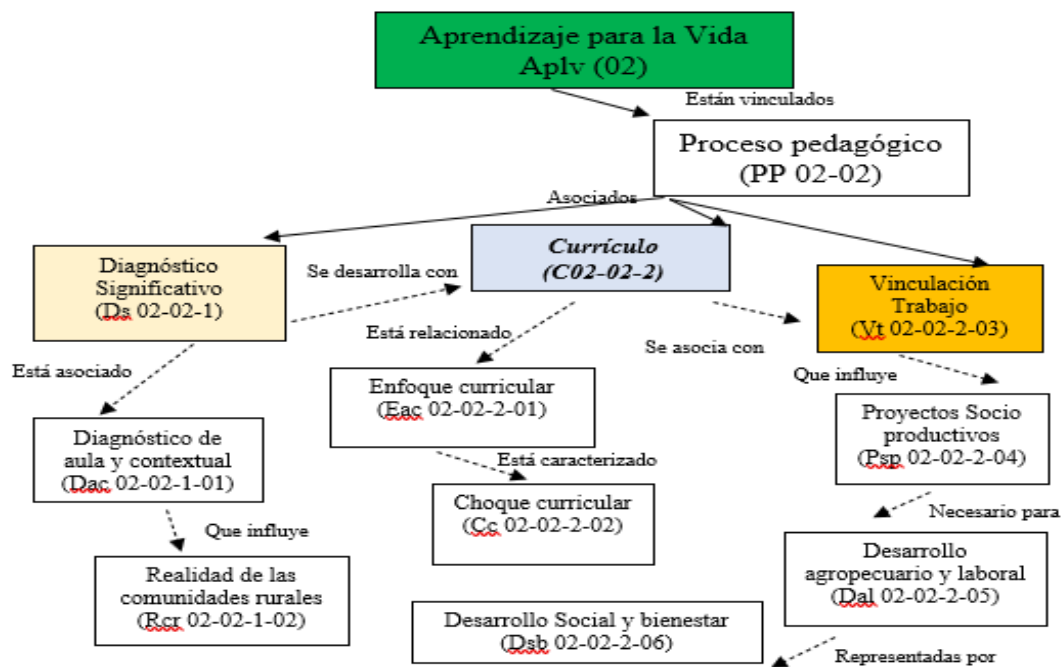 Aprendizaje para la Vida
Aplv (02)
Están vinculados
Proceso pedagógico
(PP 02-02)
Asociados
Diagnóstico
Significativo
(Ds 02-02-1)
Se desarrolla con
Currículo
(C02-02-2)
Vinculación
Trabajo
(Vt 02-02-2-03)
Está asociado
Está relacionado
Se asocia con
Que influye
Diagnóstico de
aula y contextual
(Dac 02-02-1-01)
Enfoque curricular
(Eac 02-02-2-01)
Proyectos Socio
productivos
(Psp 02-02-2-04)
Está caracterizado
Que influye
Choque curricular
(Cc 02-02-2-02)
Necesario para
Realidad de las
comunidades rurales
(Rcr 02-02-1-02)
Desarrollo
agropecuario y laboral
(Dal 02-02-2-05)
Desarrollo Social y bienestar
(Dsb 02-02-2-06)
Representadas por